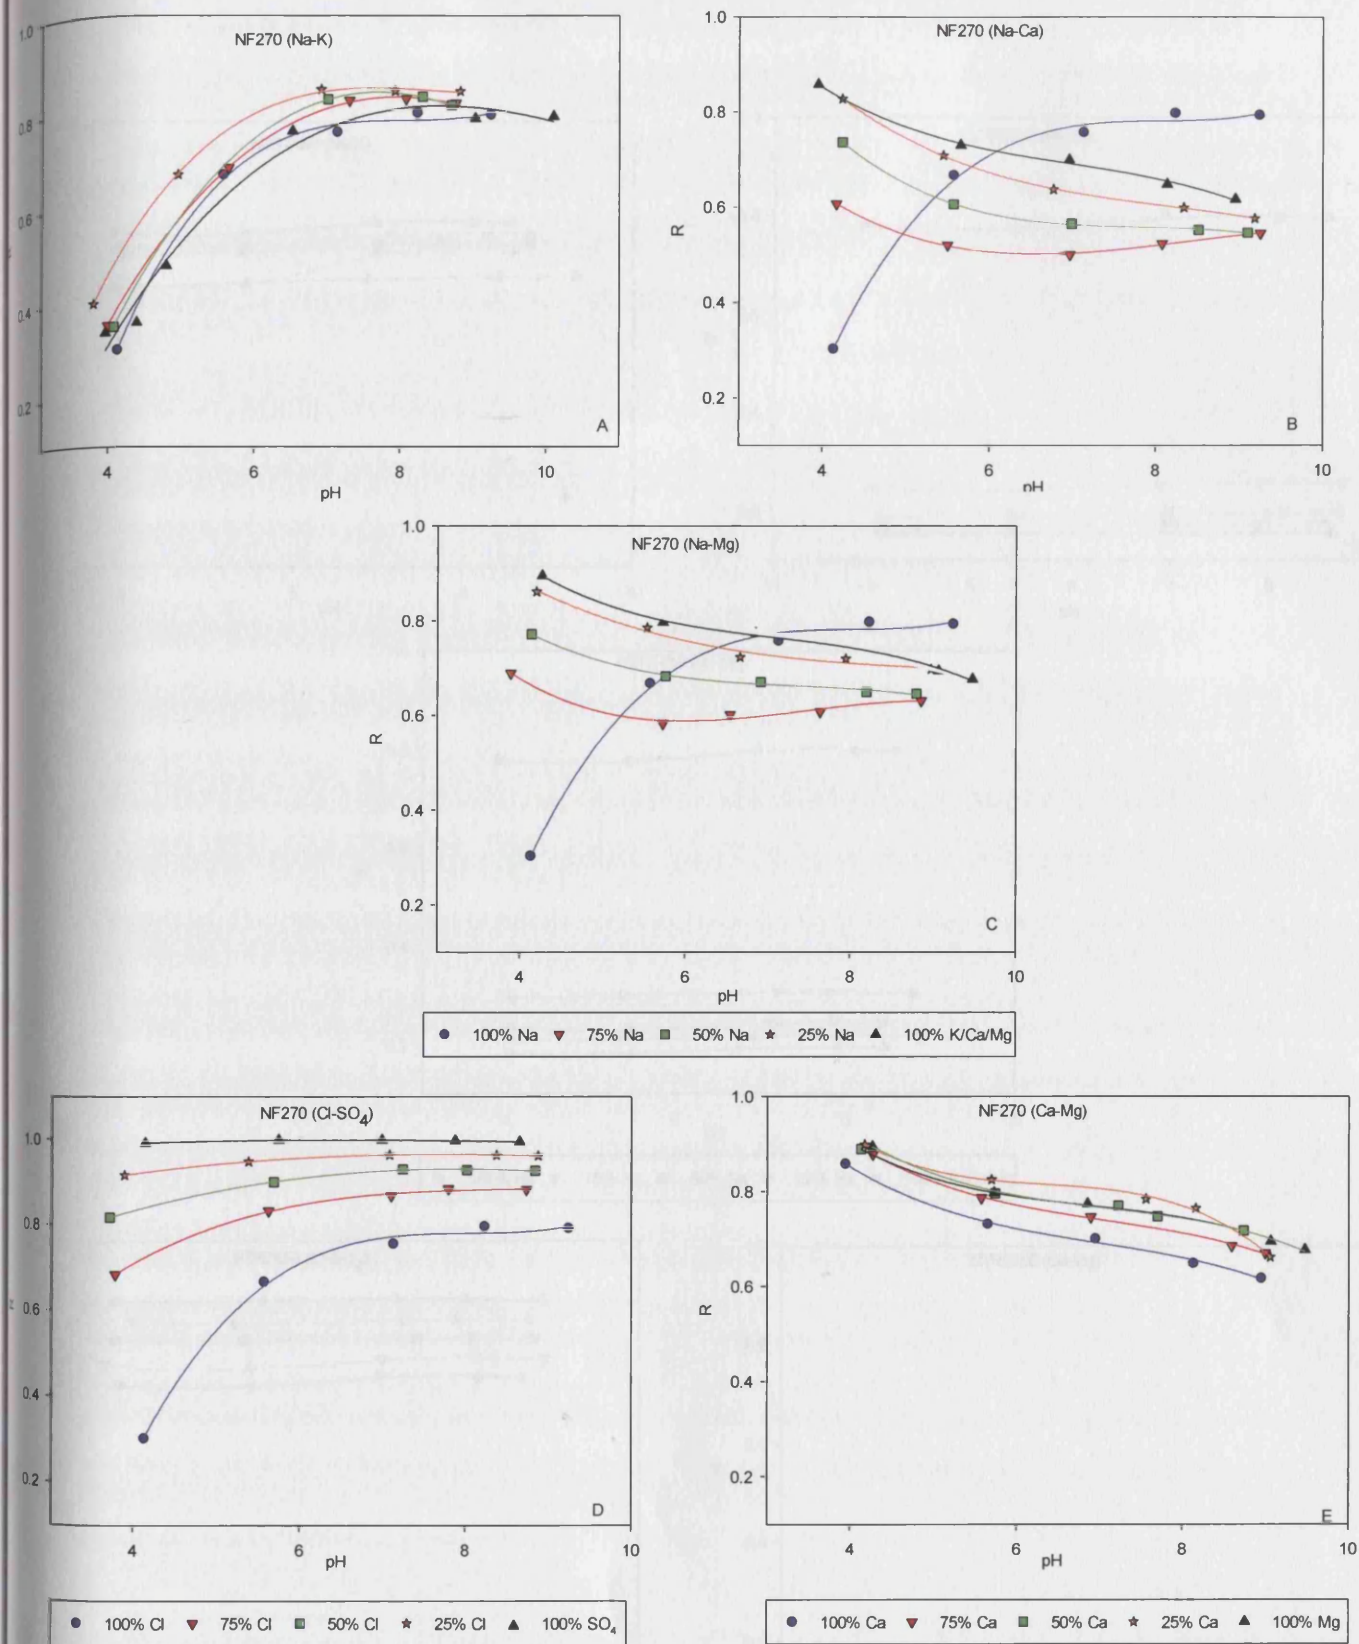 NF270 (Na-K)
1.0
0.8
0.6
0.4
0.2
A
4 6 8 10
pH
NF270 (Na-Ca)
1.0
0.8
0.6
0.4
0.2
R
B
4 6 8 10
pH
NF270 (Na-Mg)
1.0
0.8
0.6
0.4
0.2
R
C
4 6 8 10
pH
100% Na 75% Na 50% Na 25% Na 100% K/Ca/Mg
NF270 (Cl-SO4)
1.0
0.8
0.6
0.4
0.2
D
4 6 8 10
pH
100% Cl 75% Cl 50% Cl 25% Cl 100% SO4
NF270 (Ca-Mg)
1.0
0.8
0.6
0.4
0.2
R
E
4 6 8 10
pH
100% Ca 75% Ca 50% Ca 25% Ca 100% Mg